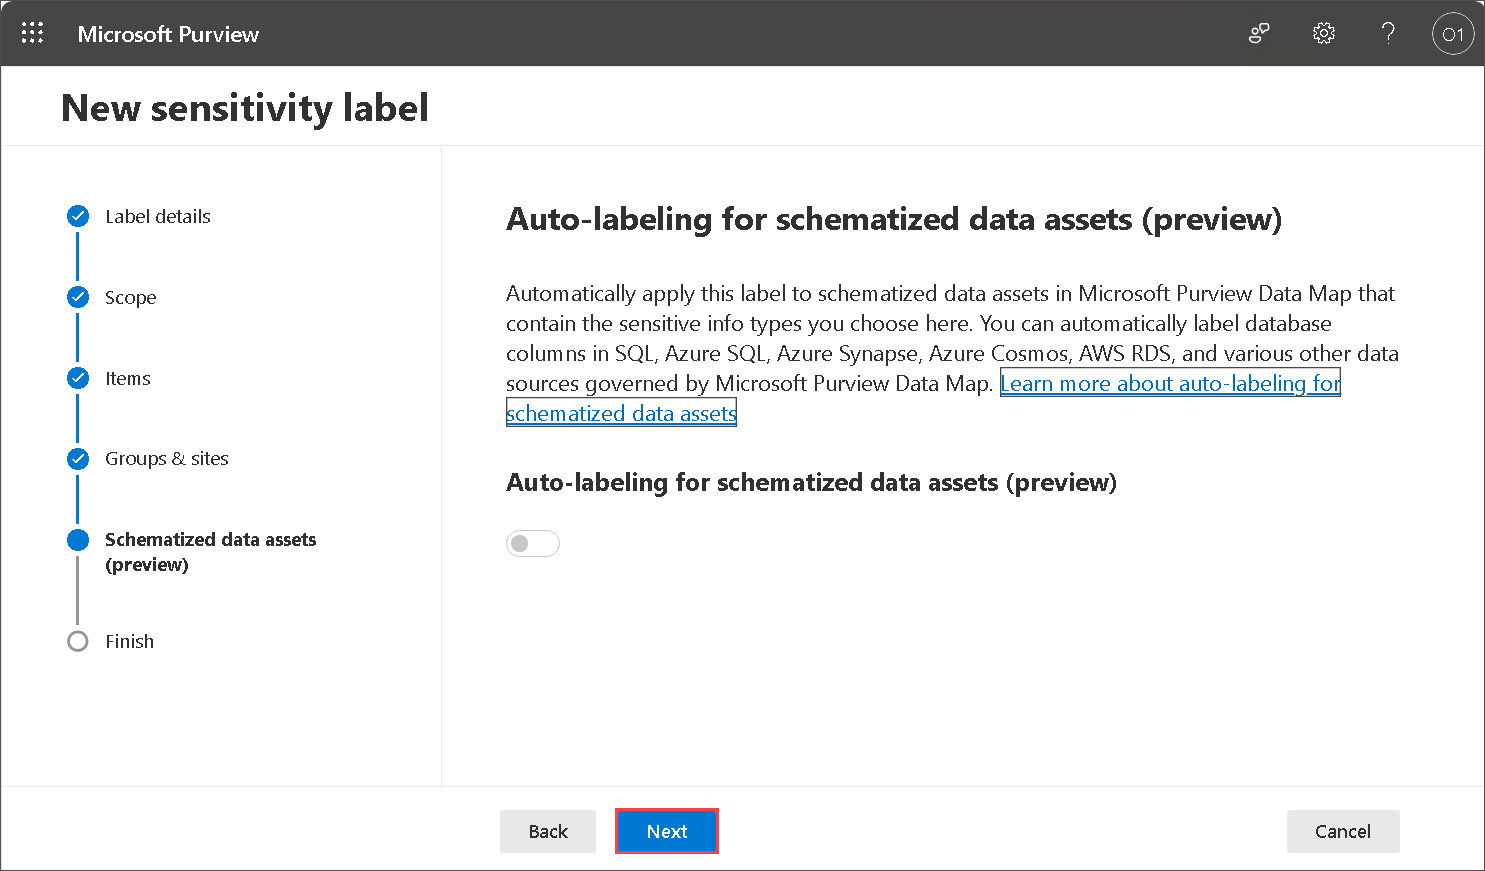 Microsoft Purview
?
O1
New sensitivity label
Label details
Scope
Items
Groups & sites
Schematized data assets
(preview)
Finish
Auto-labeling for schematized data assets (preview)
Automatically apply this label to schematized data assets in Microsoft Purview Data Map that
contain the sensitive info types you choose here. You can automatically label database
columns in SQL, Azure SQL, Azure Synapse, Azure Cosmos, AWS RDS, and various other data
sources governed by Microsoft Purview Data Map. Learn more about auto-labeling for
schematized data assets
Auto-labeling for schematized data assets (preview)
Back
Next
Cancel